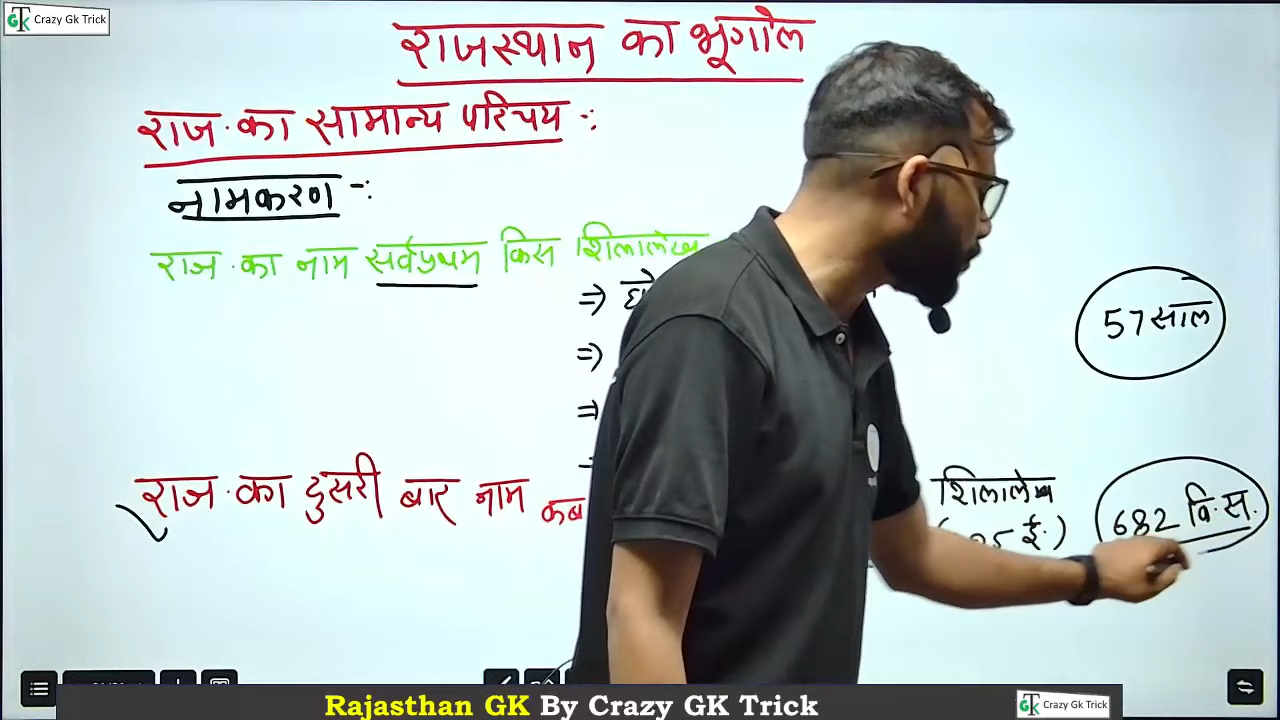 Crazy Gk Trick
राजस्थान का भूगोल
राज. का सामान्य परिचय -:
नामकरण -:
राज. का नाम सर्वप्रथम किस शिलालेख
=>
57 साल
=>
=>
राज. का दुसरी बार नाम कब
शिलालेख
682 वि. स.
ई.)
Rajasthan GK By Crazy GK Trick
Crazy GK Trick